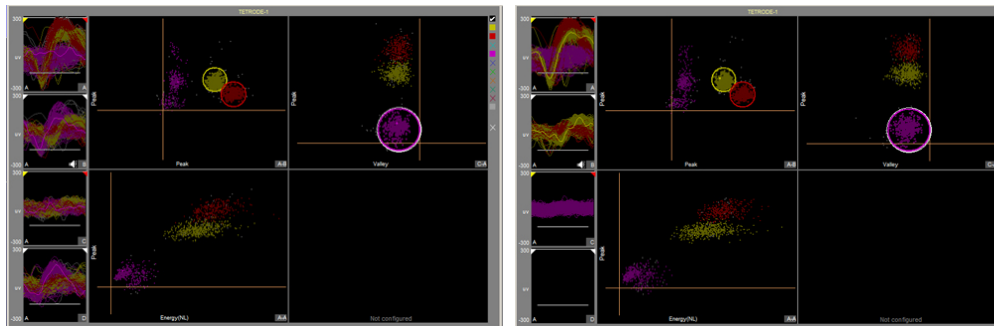 TETRODE-1
300
uV
-300
A
A
300
uV
-300
A
B
300
uV
-300
A
C
300
uV
-300
A
D
Peak
Peak
A-B
Peak
Valley
C-A
Peak
Energy(NL)
A-A
Not configured
TETRODE-1
300
uV
-300
A
A
300
uV
-300
A
B
300
uV
-300
A
C
300
uV
-300
A
D
Peak
Peak
A-B
Peak
Valley
Peak
Energy(NL)
A-A
Not configured